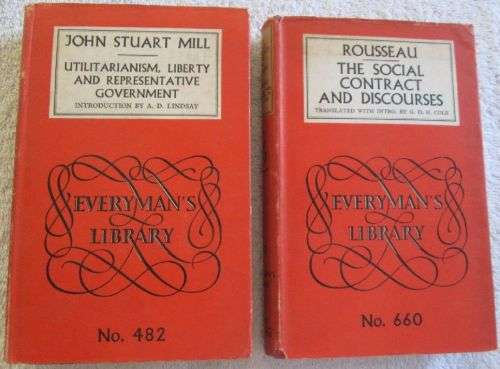 JOHN STUART MILL
UTILITARIANISM, LIBERTY
AND REPRESENTATIVE
GOVERNMENT
INTRODUCTION BY A. D. LINDSAY
EVERYMAN'S
LIBRARY
No. 482
ROUSSEAU
THE SOCIAL
CONTRACT
AND DISCOURSES
TRANSLATED WITH INTRO. BY G. D. H. COLE
EVERYMAN'S
LIBRARY
No. 660